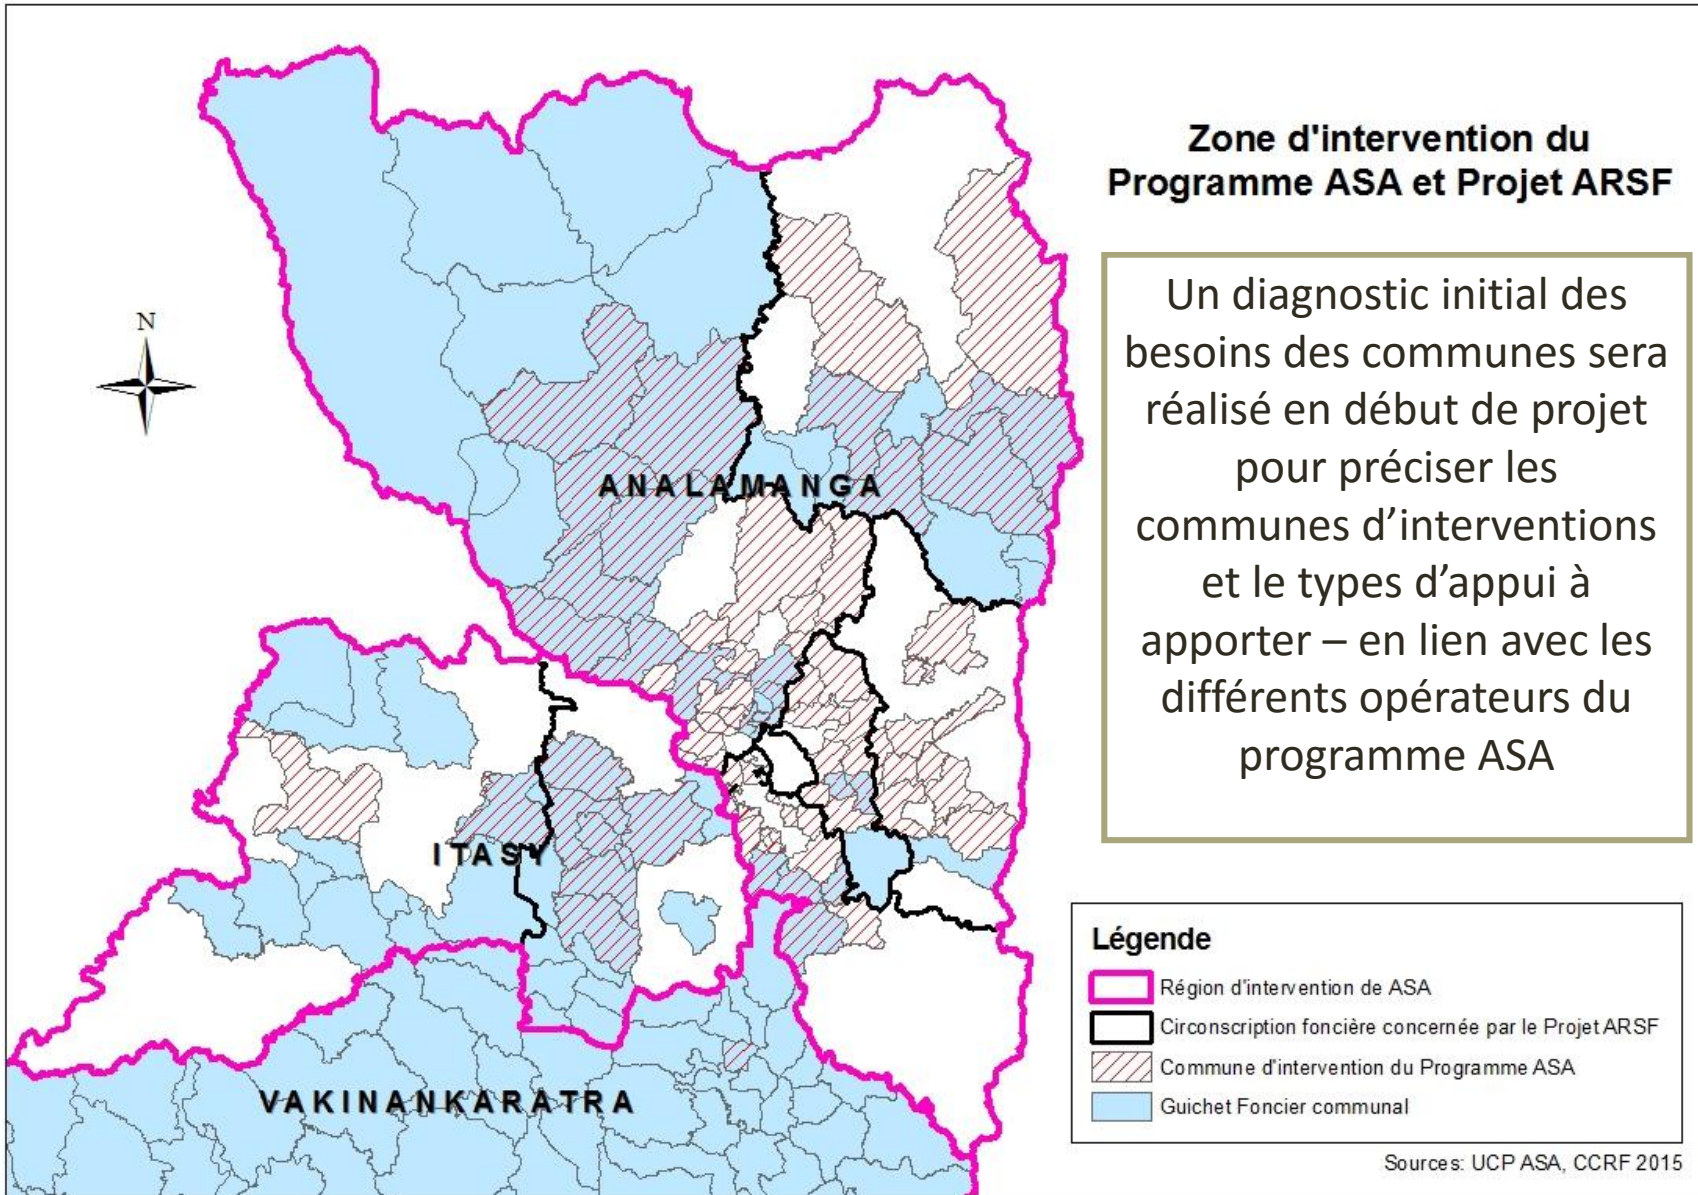 Zone d'intervention du
Programme ASA et Projet ARSF
Un diagnostic initial des
besoins des communes sera
réalisé en début de projet
pour préciser les
communes d’interventions
et le types d’appui à
apporter – en lien avec les
différents opérateurs du
programme ASA
N
ANALAMANGA
ITASY
VAKINANKARATRA
Légende
Région d'intervention de ASA
Circonscription foncière concernée par le Projet ARSF
Commune d'intervention du Programme ASA
Guichet Foncier communal
Sources: UCP ASA, CCRF 2015